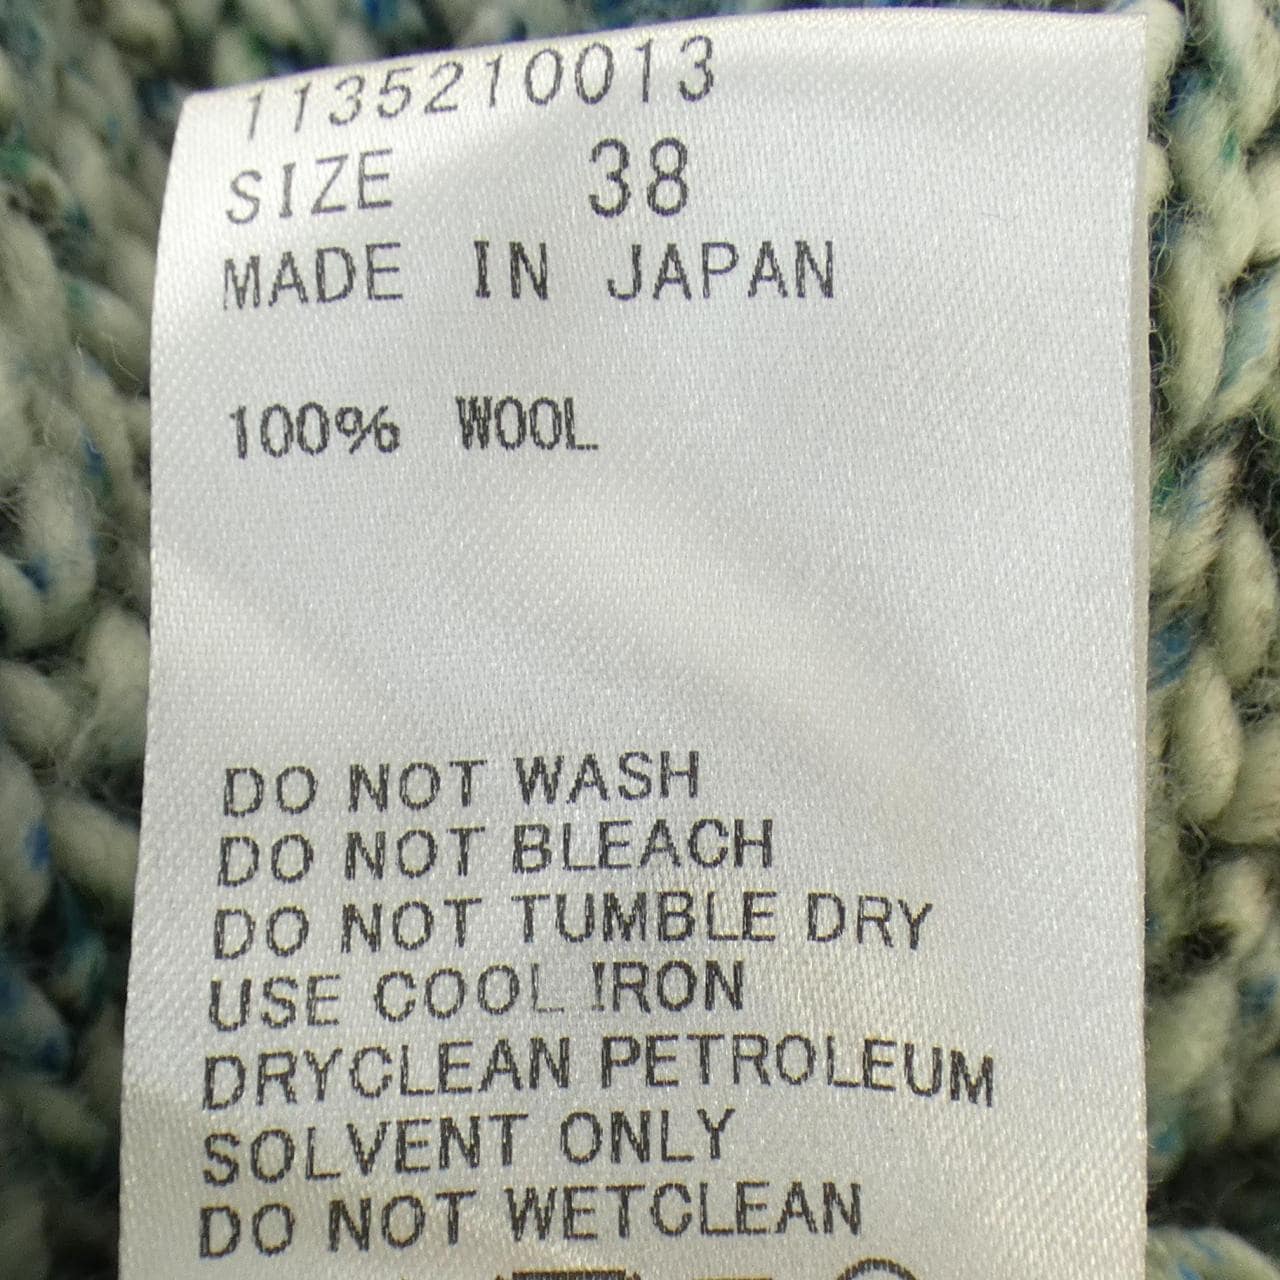 1135210013
SIZE 38
MADE IN JAPAN
100% WOOL
DO NOT WASH
DO NOT BLEACH
DO NOT TUMBLE DRY
USE COOL IRON
DRYCLEAN PETROLEUM
SOLVENT ONLY
DO NOT WETCLEAN